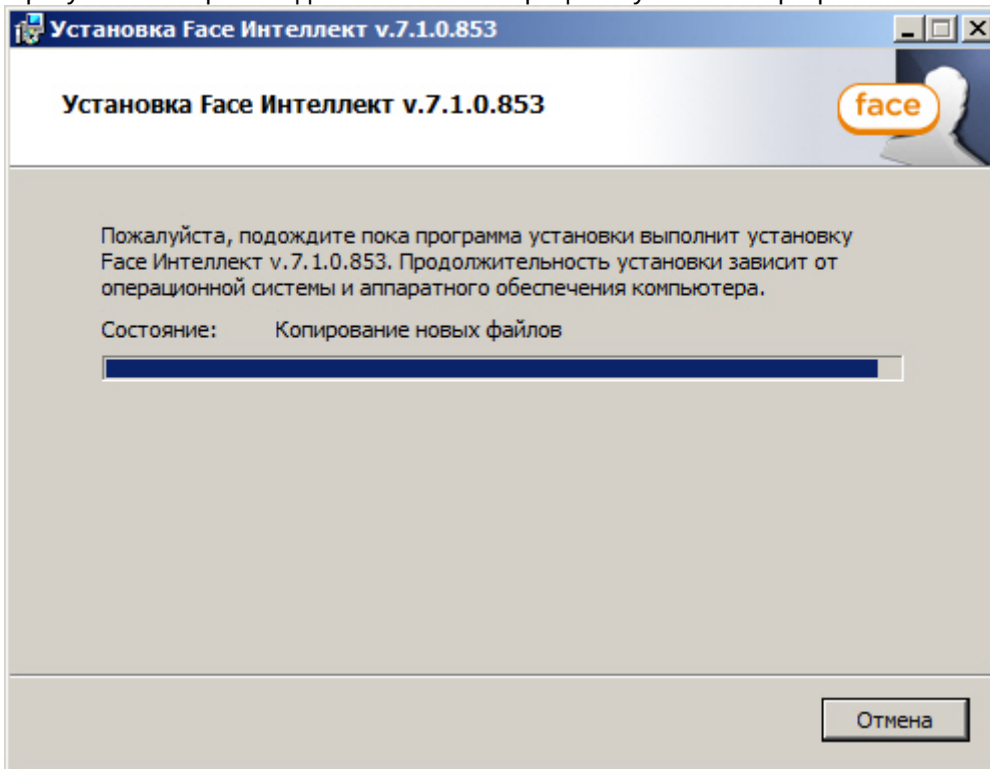 Установка Face Интеллект v.7.1.0.853
Установка Face Интеллект v.7.1.0.853
face
Пожалуйста, подождите пока программа установки выполнит установку
Face Интеллект v.7.1.0.853. Продолжительность установки зависит от
операционной системы и аппаратного обеспечения компьютера.
Состояние: Копирование новых файлов
Отмена